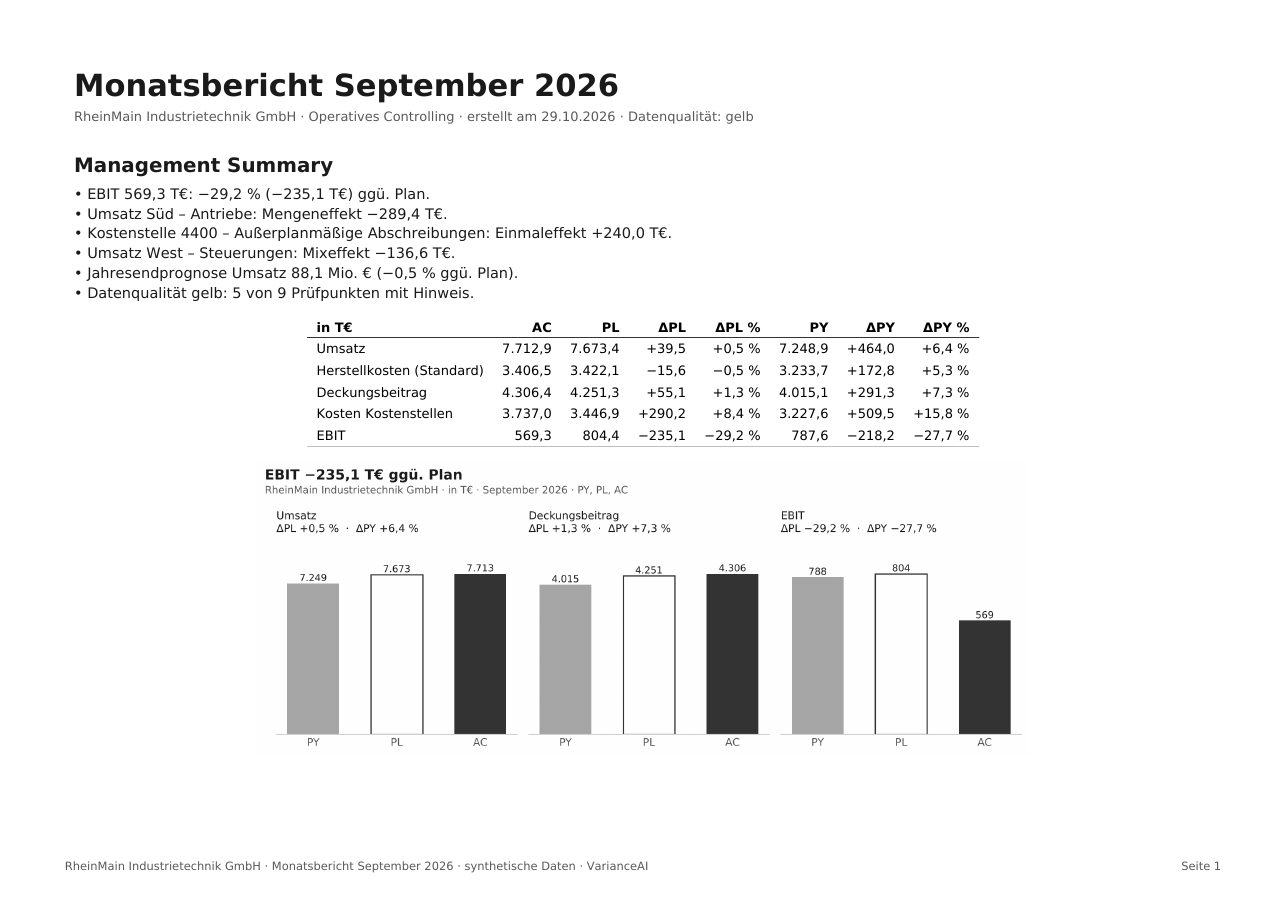 Monatsbericht September 2026
RheinMain Industrietechnik GmbH · Operatives Controlling · erstellt am 29.10.2026 · Datenqualität: gelb
Management Summary
• EBIT 569,3 T€: −29,2 % (−235,1 T€) ggü. Plan.
• Umsatz Süd – Antriebe: Mengeneffekt −289,4 T€.
• Kostenstelle 4400 – Außerplanmäßige Abschreibungen: Einmaleffekt +240,0 T€.
• Umsatz West – Steuerungen: Mixeffekt −136,6 T€.
• Jahresendprognose Umsatz 88,1 Mio. € (−0,5 % ggü. Plan).
• Datenqualität gelb: 5 von 9 Prüfpunkten mit Hinweis.
in T€ AC PL ΔPL ΔPL % PY ΔPY ΔPY %
Umsatz 7.712,9 7.673,4 +39,5 +0,5 % 7.248,9 +464,0 +6,4 %
Herstellkosten (Standard) 3.406,5 3.422,1 −15,6 −0,5 % 3.233,7 +172,8 +5,3 %
Deckungsbeitrag 4.306,4 4.251,3 +55,1 +1,3 % 4.015,1 +291,3 +7,3 %
Kosten Kostenstellen 3.737,0 3.446,9 +290,2 +8,4 % 3.227,6 +509,5 +15,8 %
EBIT 569,3 804,4 −235,1 −29,2 % 787,6 −218,2 −27,7 %
EBIT −235,1 T€ ggü. Plan
RheinMain Industrietechnik GmbH · in T€ · September 2026 · PY, PL, AC
Umsatz
ΔPL +0,5 % · ΔPY +6,4 %
7.249 7.673 7.713
PY PL AC
Deckungsbeitrag
ΔPL +1,3 % · ΔPY +7,3 %
4.015 4.251 4.306
PY PL AC
EBIT
ΔPL −29,2 % · ΔPY −27,7 %
788 804 569
PY PL AC
RheinMain Industrietechnik GmbH · Monatsbericht September 2026 · synthetische Daten · VarianceAI
Seite 1